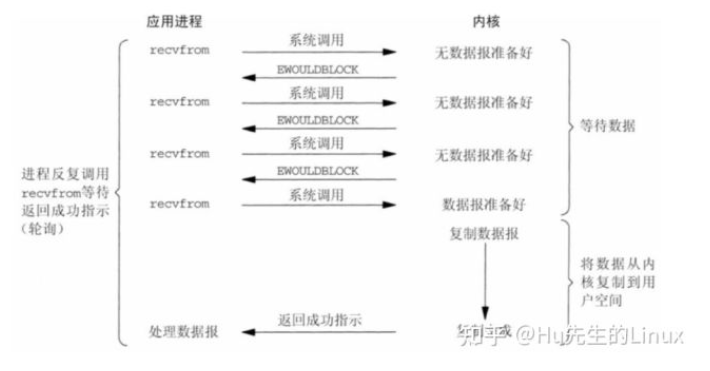 应用进程
内核
recvfrom
系统调用
无数据报准备好
EWOULDBLOCK
recvfrom
系统调用
无数据报准备好
EWOULDBLOCK
等待数据
recvfrom
系统调用
无数据报准备好
EWOULDBLOCK
进程反复调用
recvfrom等待
返回成功指示
(轮询)
recvfrom
系统调用
数据报准备好
复制数据报
将数据从内
核复制到用
户空间
处理数据报
返回成功指示
知乎 @Hu先生的Linux